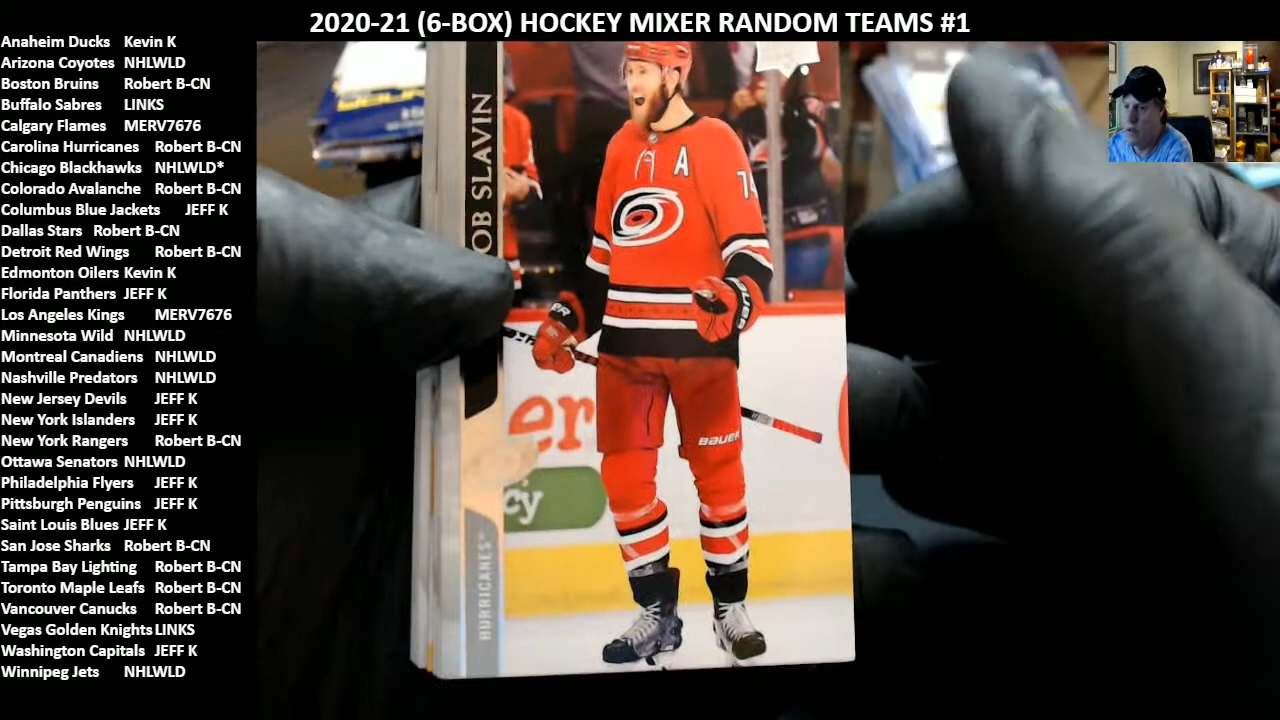 2020-21 (6-BOX) HOCKEY MIXER RANDOM TEAMS #1
Anaheim Ducks Kevin K
Arizona Coyotes NHLWLD
Boston Bruins Robert B-CN
Buffalo Sabres LINKS
Calgary Flames MERV7676
Carolina Hurricanes Robert B-CN
Chicago Blackhawks NHLWLD*
Colorado Avalanche Robert B-CN
Columbus Blue Jackets JEFF K
Dallas Stars Robert B-CN
Detroit Red Wings Robert B-CN
Edmonton Oilers Kevin K
Florida Panthers JEFF K
Los Angeles Kings MERV7676
Minnesota Wild NHLWLD
Montreal Canadiens NHLWLD
Nashville Predators NHLWLD
New Jersey Devils JEFF K
New York Islanders JEFF K
New York Rangers Robert B-CN
Ottawa Senators NHLWLD
Philadelphia Flyers JEFF K
Pittsburgh Penguins JEFF K
Saint Louis Blues JEFF K
San Jose Sharks Robert B-CN
Tampa Bay Lighting Robert B-CN
Toronto Maple Leafs Robert B-CN
Vancouver Canucks Robert B-CN
Vegas Golden Knights LINKS
Washington Capitals JEFF K
Winnipeg Jets NHLWLD
OB SLAVIN
HURRICANES
A
74
BAUER
BAUER
er
cy